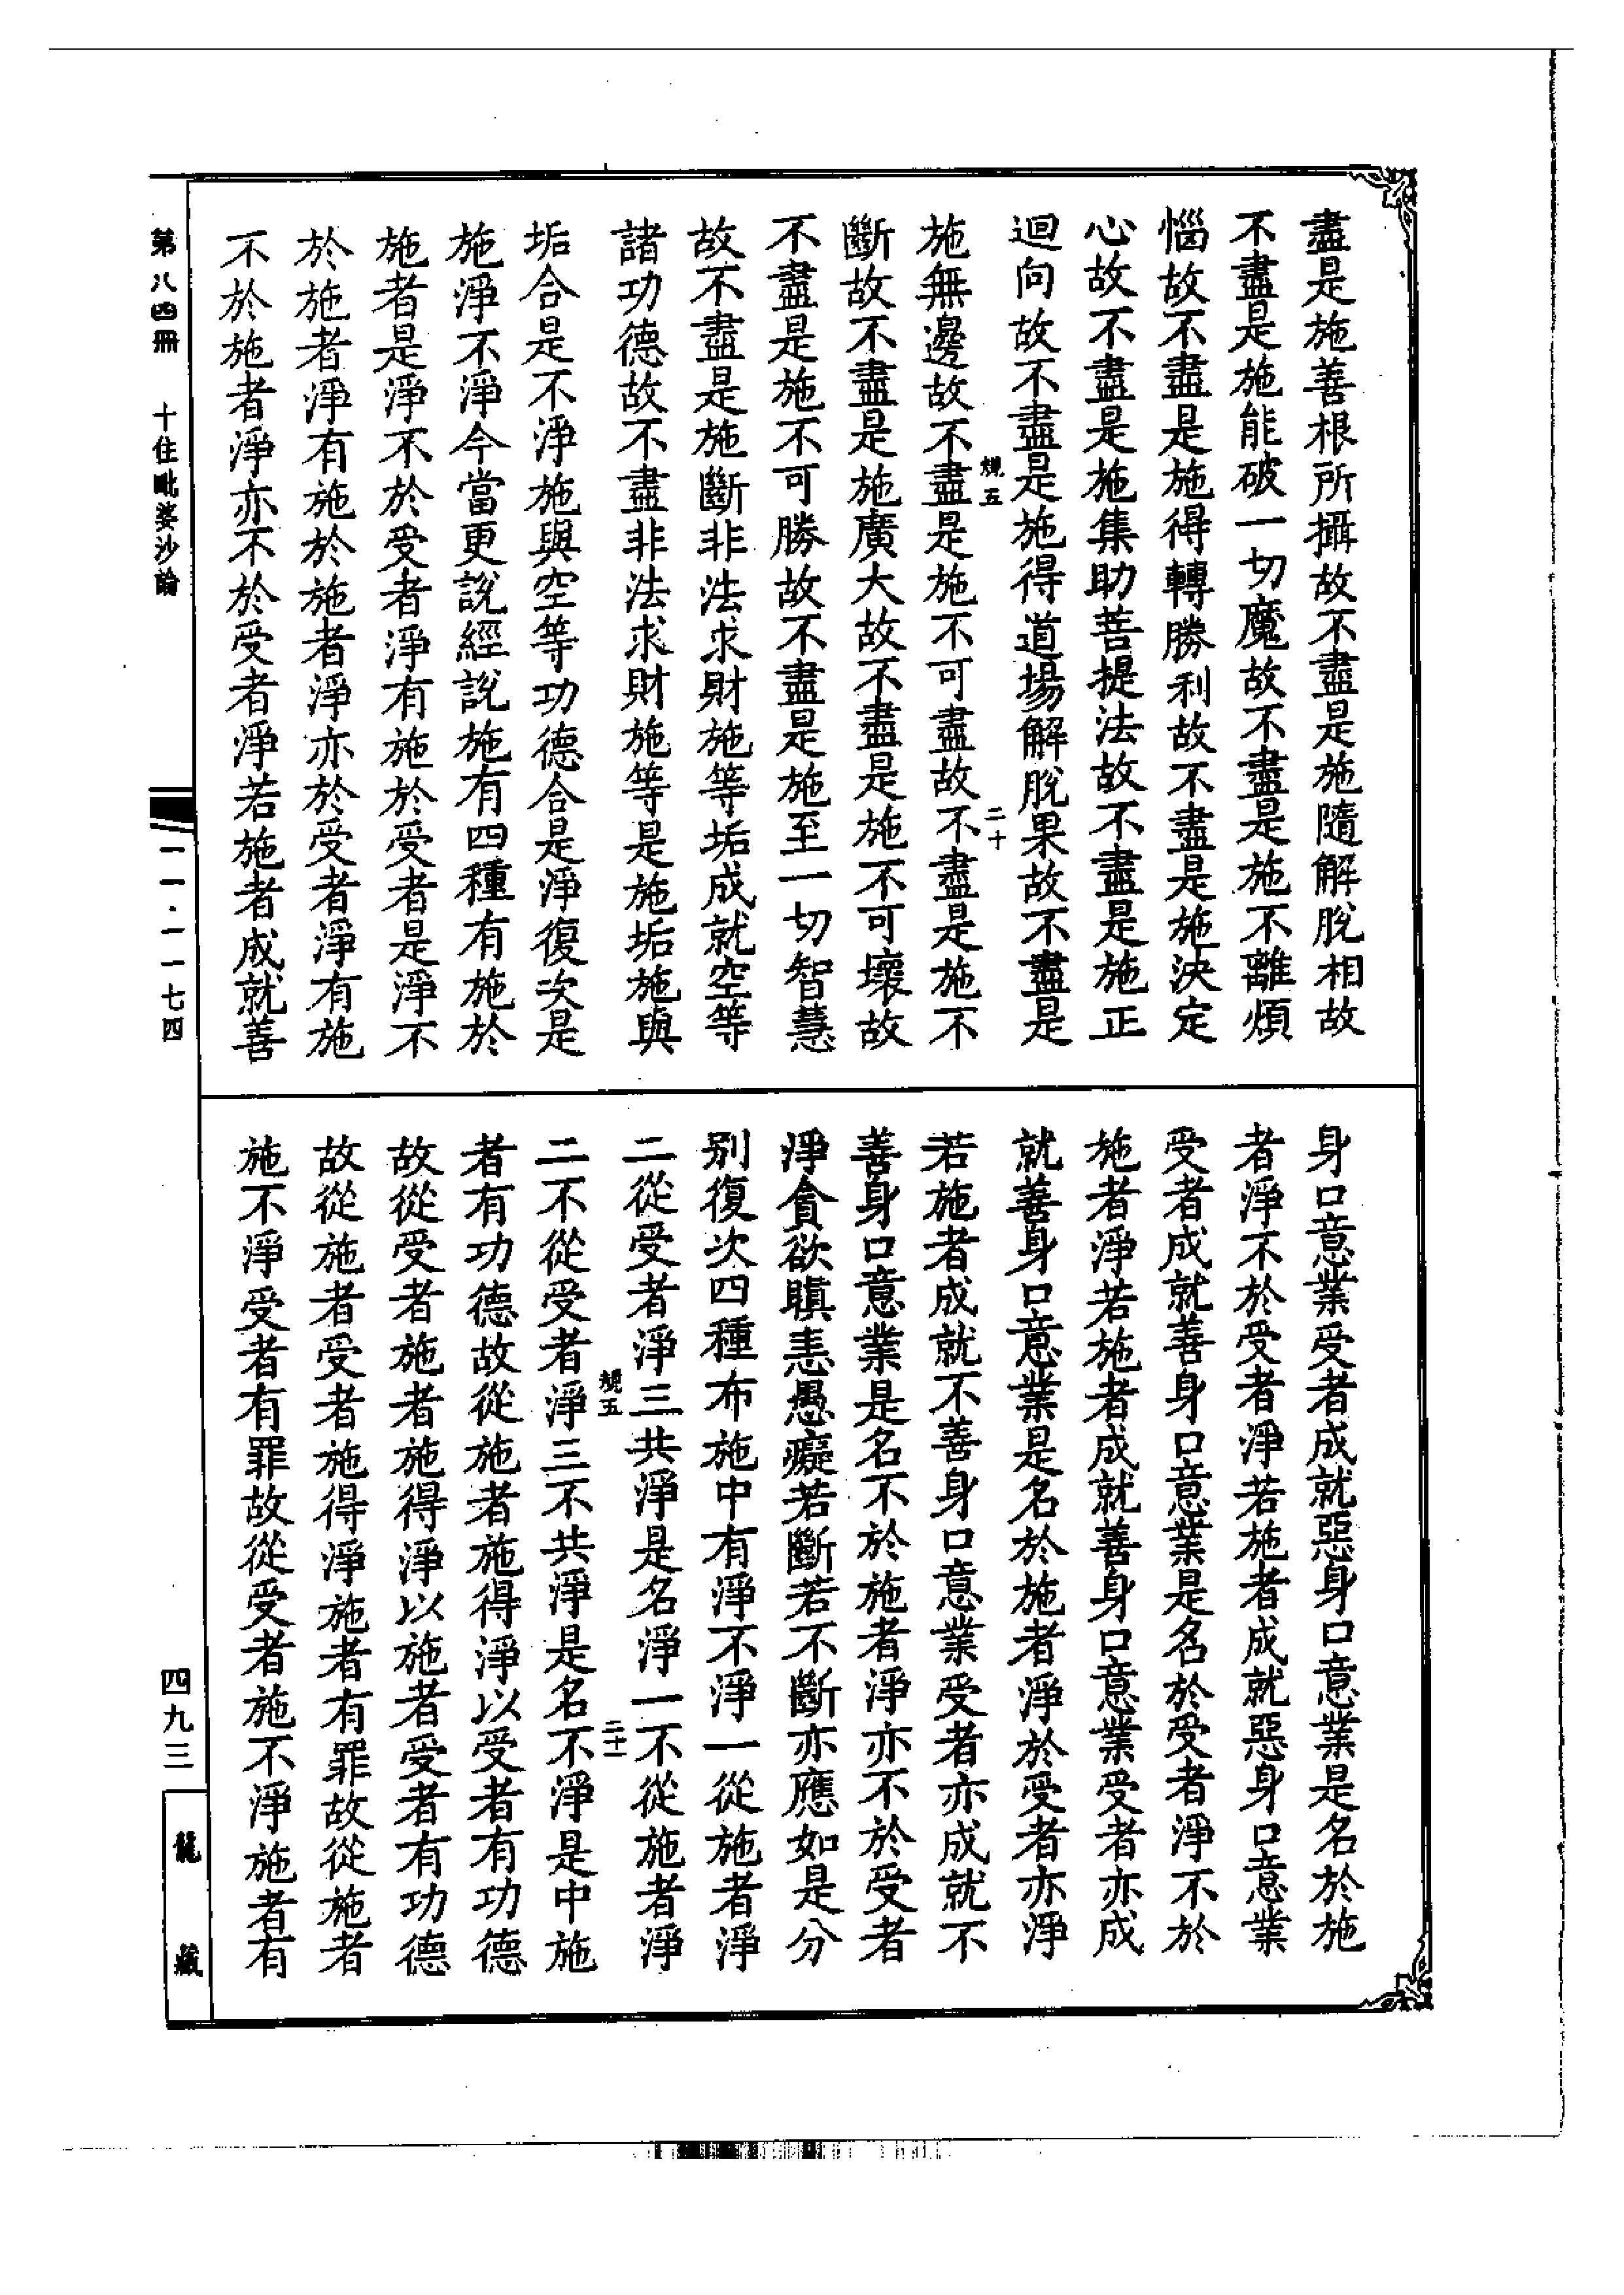 盡是施善根所攝故不盡是施隨解脫相故
不盡是施能破一切魔故不盡是施不離煩
惱故不盡是施得轉勝利故不盡是施決定
心故不盡是施集助菩提法故不盡是施正
迴向故不盡是施得道場解脫果故不盡是
施無邊故不盡是施不可盡故不盡是施不
斷故不盡是施廣大故不盡是施不可壞故
不盡是施不可勝故不盡是施至一切智慧
故不盡是施斷非法求財施等垢成就空等
諸功德故不盡非法求財施等是施垢施與
垢合是不淨施與空等功德合是淨復次是
施淨不淨今當更說經說施有四種有施於
施者是淨不於受者淨有施於受者是淨不
於施者淨有施於施者淨亦於受者淨有施
不於施者淨亦不於受者淨若施者成就善
身口意業受者成就惡身口意業是名於施
者淨不於受者淨若施者成就惡身口意業
受者成就善身口意業是名於受者淨不於
施者淨若施者成就善身口意業受者亦成
就善身口意業是名於施者淨於受者亦淨
若施者成就不善身口意業受者亦成就不
善身口意業是名不於施者淨亦不於受者
淨貪欲瞋恚愚癡若斷若不斷亦應如是分
別復次四種布施中有淨不淨一從施者淨
二從受者淨三共淨是名淨一不從施者淨
二不從受者淨三不共淨是名不淨是中施
者有功德故從施者施得淨以受者有功德
故從受者施者施得淨以施者受者有功德
故從施者受者施得淨施者有罪故從施者
施不淨受者有罪故從受者施不淨施者有
規五
二十
規五
二十一
第八四冊 十住毗婆沙論
一一·一一七四
四九三
龍藏